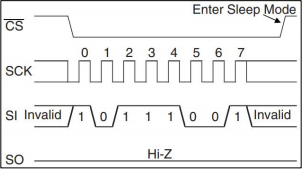 Enter Sleep Mode
CS
0 1 2 3 4 5 6 7
SCK
SI Invalid 1 0 1 1 1 0 0 1 Invalid
Hi-Z
SO